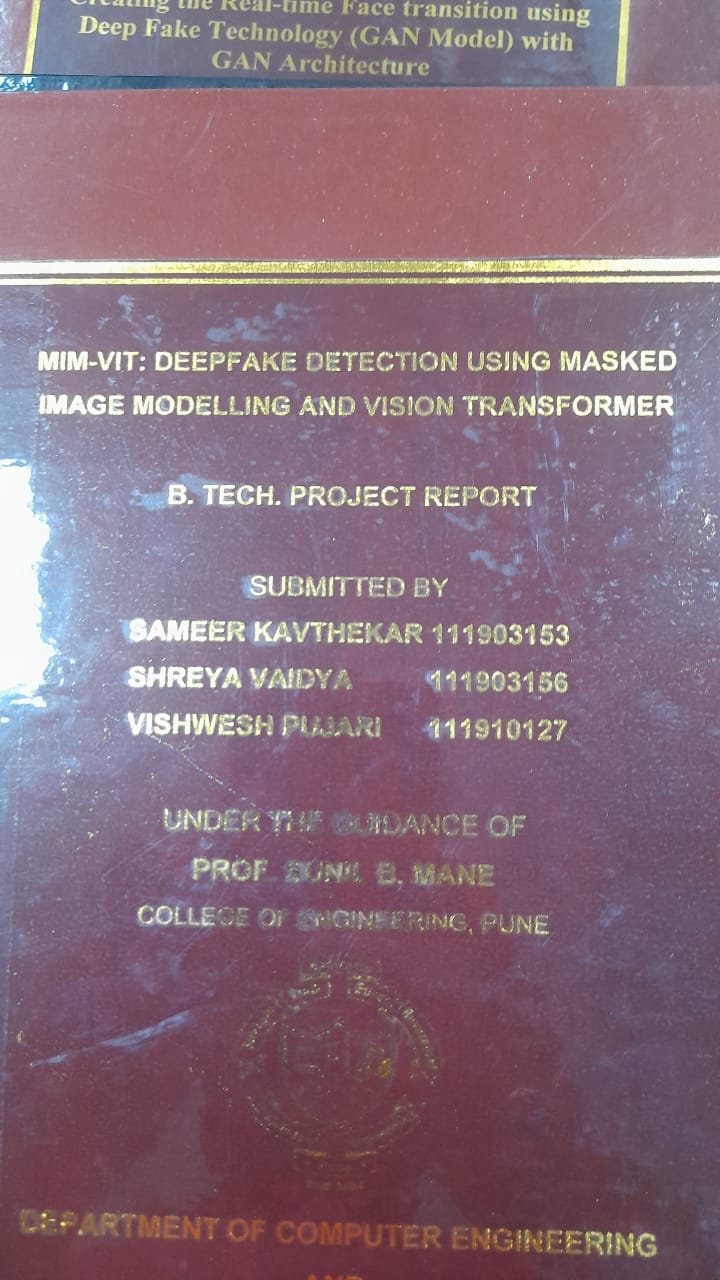 Creating the Real-time Face transition using
Deep Fake Technology (GAN Model) with
GAN Architecture
MIM-VIT: DEEPFAKE DETECTION USING MASKED
IMAGE MODELLING AND VISION TRANSFORMER
B. TECH. PROJECT REPORT
SUBMITTED BY
SAMEER KAVTHEKAR 111903153
SHREYA VAIDYA 111903156
VISHWESH PUJARI 111910127
UNDER THE GUIDANCE OF
PROF. SUNIL B. MANE
COLLEGE OF ENGINEERING, PUNE
DEPARTMENT OF COMPUTER ENGINEERING
AND